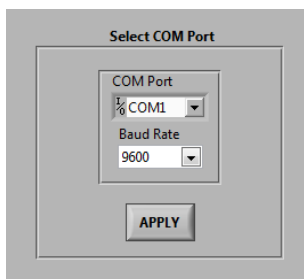 Select COM Port
COM Port
I/O COM1
Baud Rate
9600
APPLY